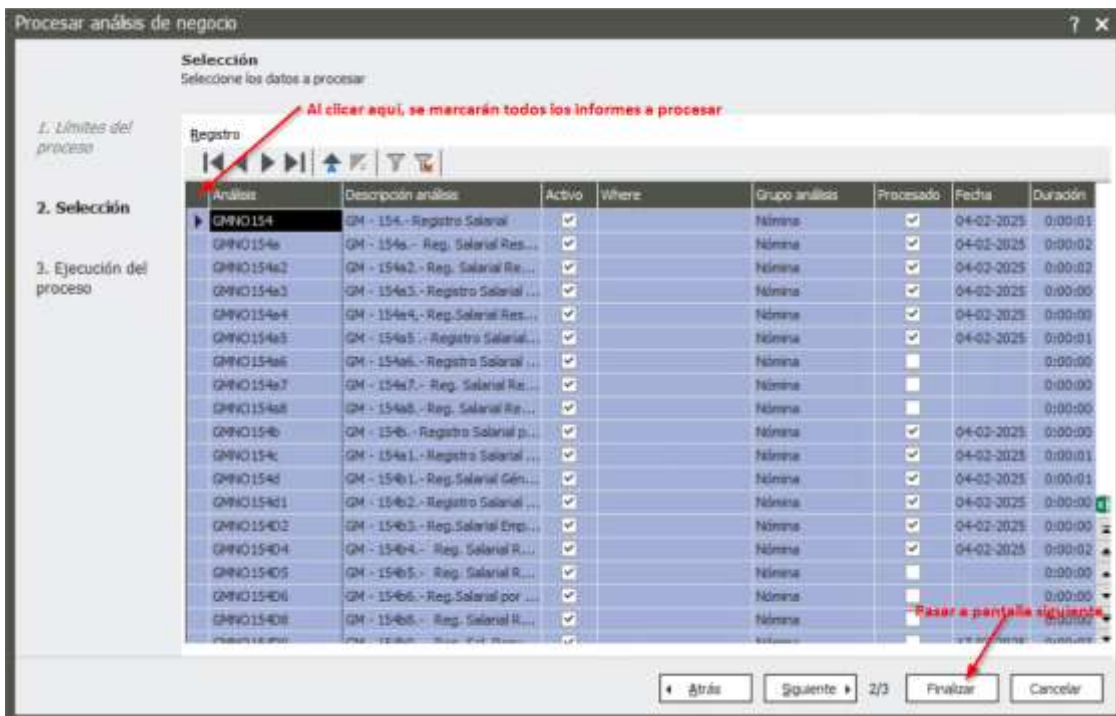 Procesar análisis de negocio
Selección
Seleccione los datos a procesar
Al clicar aquí, se marcarán todos los informes a procesar
1. Límites del proceso
Registro
2. Selección
3. Ejecución del proceso
Análisis Descripción análisis Activo Where Grupo análisis Procesado Fecha Duración
GMNO154 GM - 154.- Registro Salarial Nómina 04-02-2025 0:00:01
GMNO154a GM - 154a.- Reg. Salarial Res... Nómina 04-02-2025 0:00:02
GMNO154a2 GM - 154a2.- Reg. Salarial Re... Nómina 04-02-2025 0:00:02
GMNO154a3 GM - 154a3.- Registro Salarial ... Nómina 04-02-2025 0:00:00
GMNO154a4 GM - 154a4.- Reg.Salarial Res... Nómina 04-02-2025 0:00:00
GMNO154a5 GM - 154a5.- Registro Salarial... Nómina 04-02-2025 0:00:01
GMNO154a6 GM - 154a6.- Registro Salarial ... Nómina 0:00:00
GMNO154a7 GM - 154a7.- Reg. Salarial Re... Nómina 0:00:00
GMNO154a8 GM - 154a8.- Reg. Salarial Re... Nómina 0:00:00
GMNO154b GM - 154b.- Registro Salarial p... Nómina 04-02-2025 0:00:00
GMNO154c GM - 154a1.- Registro Salarial ... Nómina 04-02-2025 0:00:01
GMNO154d GM - 154b1.- Reg.Salarial Gén... Nómina 04-02-2025 0:00:01
GMNO154d1 GM - 154b2.- Registro Salarial ... Nómina 04-02-2025 0:00:00
GMNO154D2 GM - 154b3.- Reg.Salarial Emp... Nómina 04-02-2025 0:00:00
GMNO154D4 GM - 154b4.- Reg. Salarial R... Nómina 04-02-2025 0:00:02
GMNO154D5 GM - 154b5.- Reg. Salarial R... Nómina 0:00:00
GMNO154D6 GM - 154b6.- Reg.Salarial por ... Nómina 0:00:00
Pasar a pantalla siguiente
GMNO154D8 GM - 154b8.- Reg. Salarial R... Nómina
Atrás Siguiente 2/3 Finalizar Cancelar